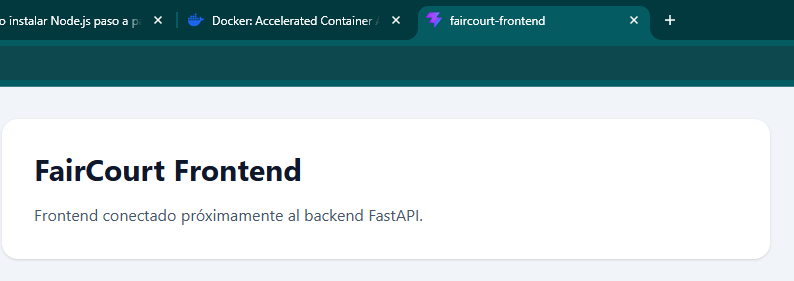 o instalar Node.js paso a p
Docker: Accelerated Container
faircourt-frontend
FairCourt Frontend
Frontend conectado próximamente al backend FastAPI.